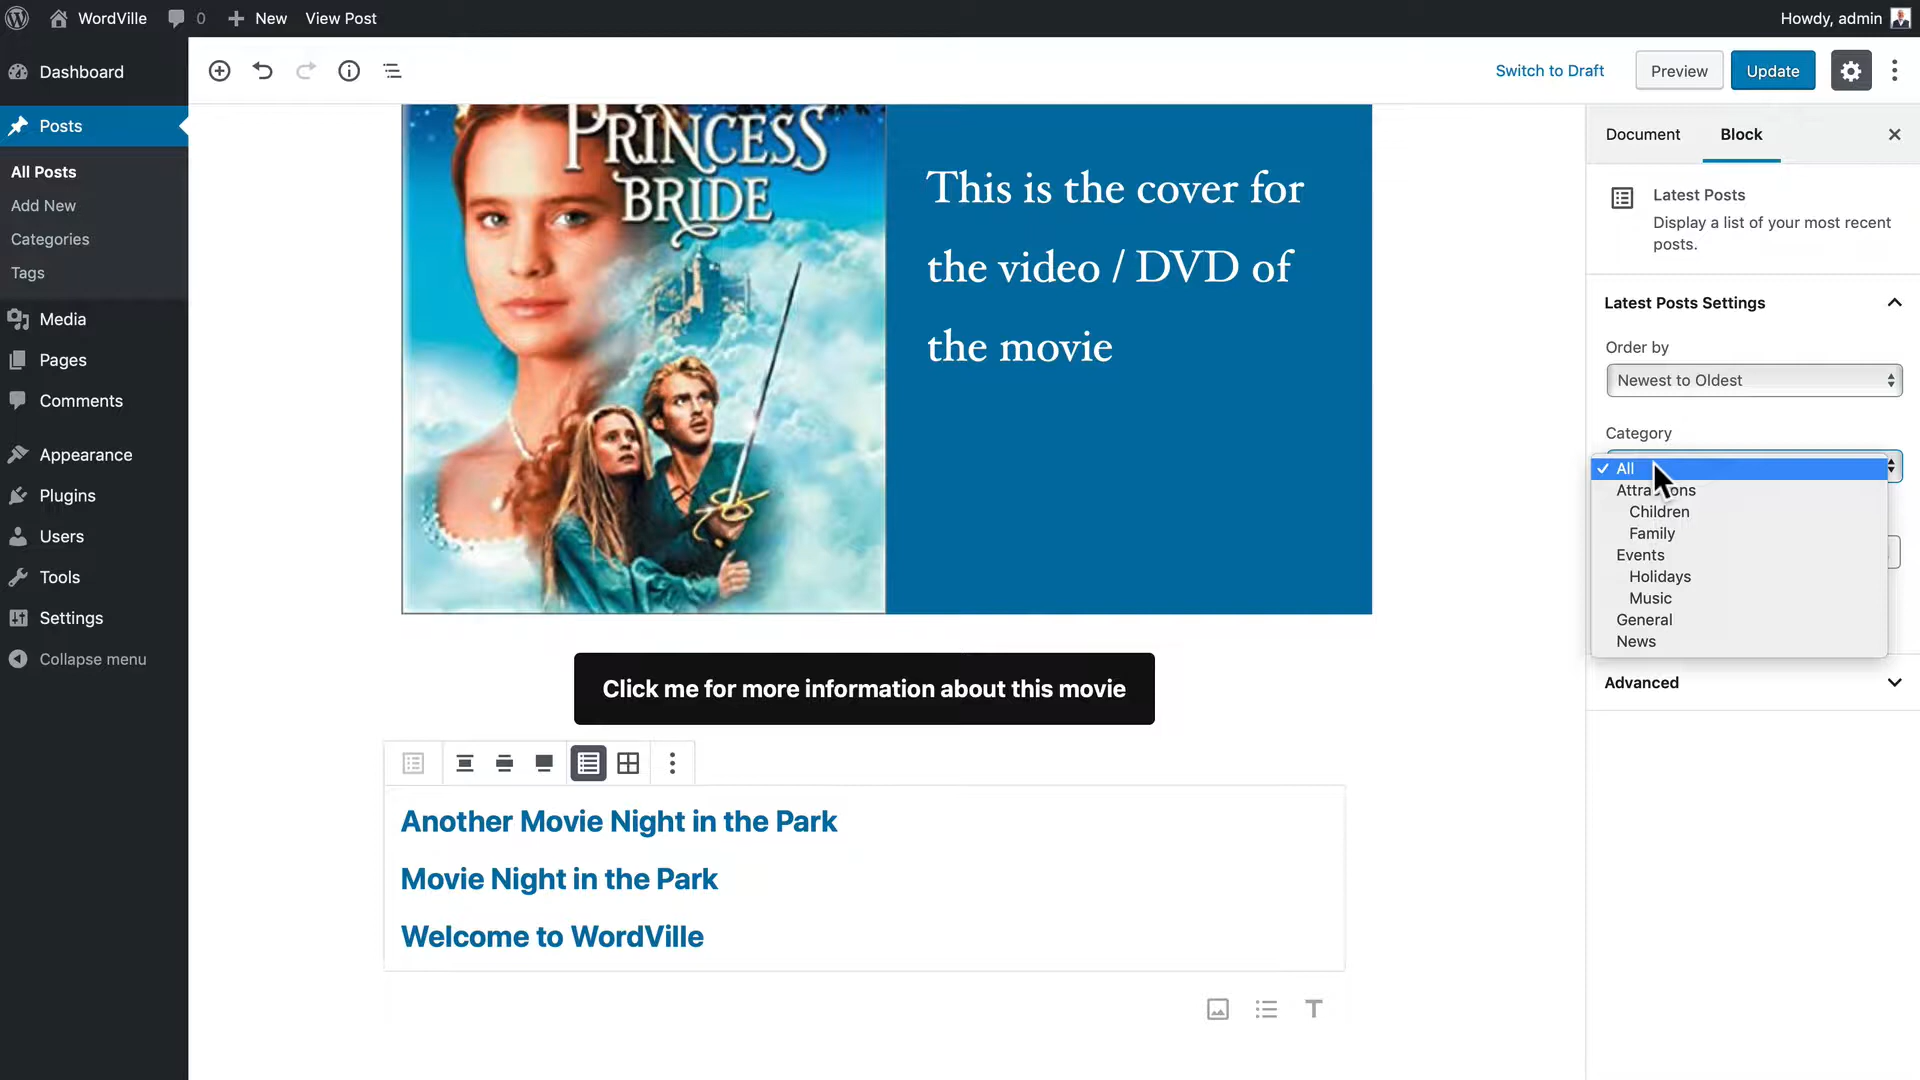 WordVille
0
New
View Post
Howdy, admin
Dashboard
Posts
All Posts
Add New
Categories
Tags
Media
Pages
Comments
Appearance
Plugins
Users
Tools
Settings
Collapse menu
Switch to Draft
Preview
Update
PRINCESS
BRIDE
This is the cover for
the video / DVD of
the movie
Click me for more information about this movie
Another Movie Night in the Park
Movie Night in the Park
Welcome to WordVille
Document
Block
Latest Posts
Display a list of your most recent
posts.
Latest Posts Settings
Order by
Newest to Oldest
Category
All
Attractions
Children
Family
Events
Holidays
Music
General
News
Advanced